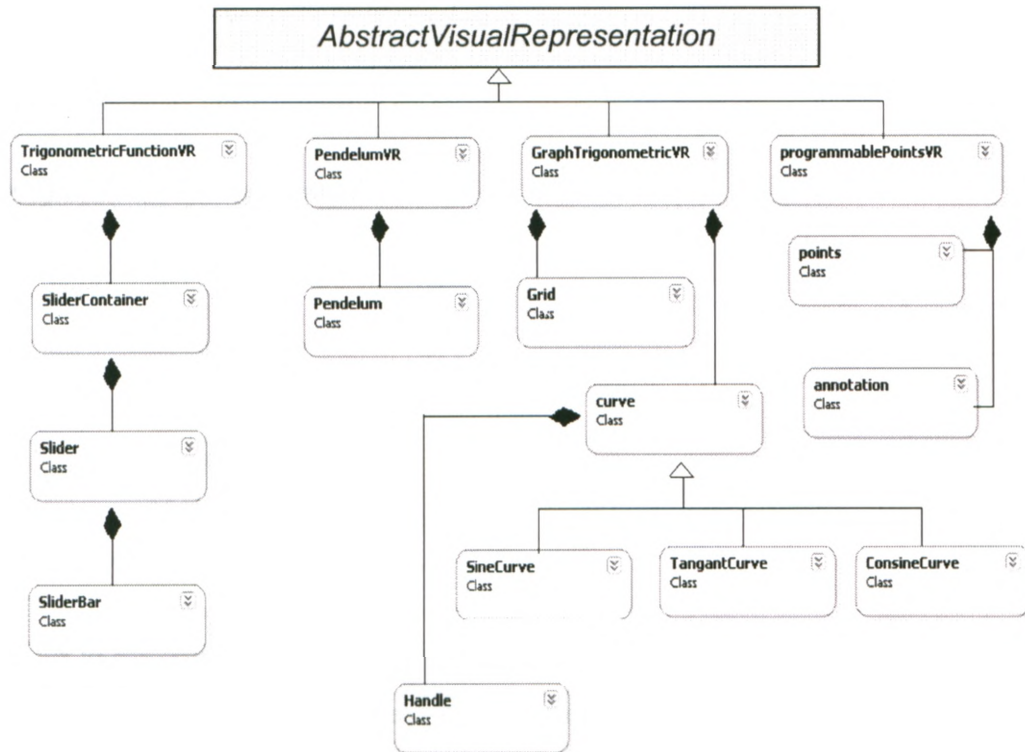 AbstractVisualRepresentation
TrigonometricFunctionVR
Class
PendelumVR
Class
GraphTrigonometricVR
Class
programmablePointsVR
Class
points
Class
SliderContainer
Class
Pendelum
Class
Grid
Class
annotation
Class
curve
Class
Slider
Class
SineCurve
Class
TangantCurve
Class
ConsineCurve
Class
SliderBar
Class
Handle
Class